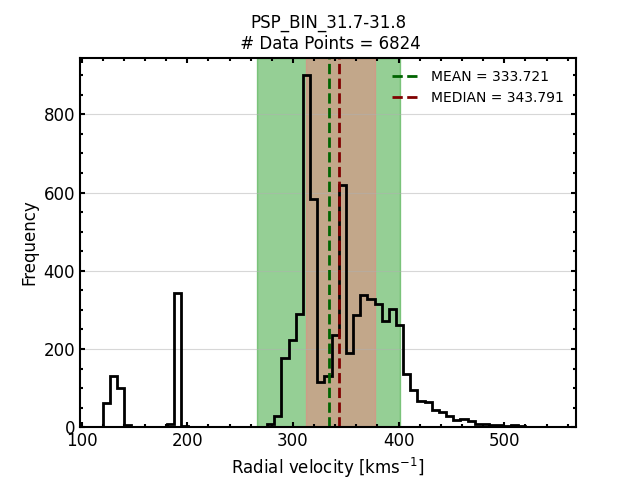 PSP_BIN_31.7-31.8
# Data Points = 6824
MEAN = 333.721
MEDIAN = 343.791
Frequency
800
600
400
200
0
100 200 300 400 500
Radial velocity [kms⁻¹]